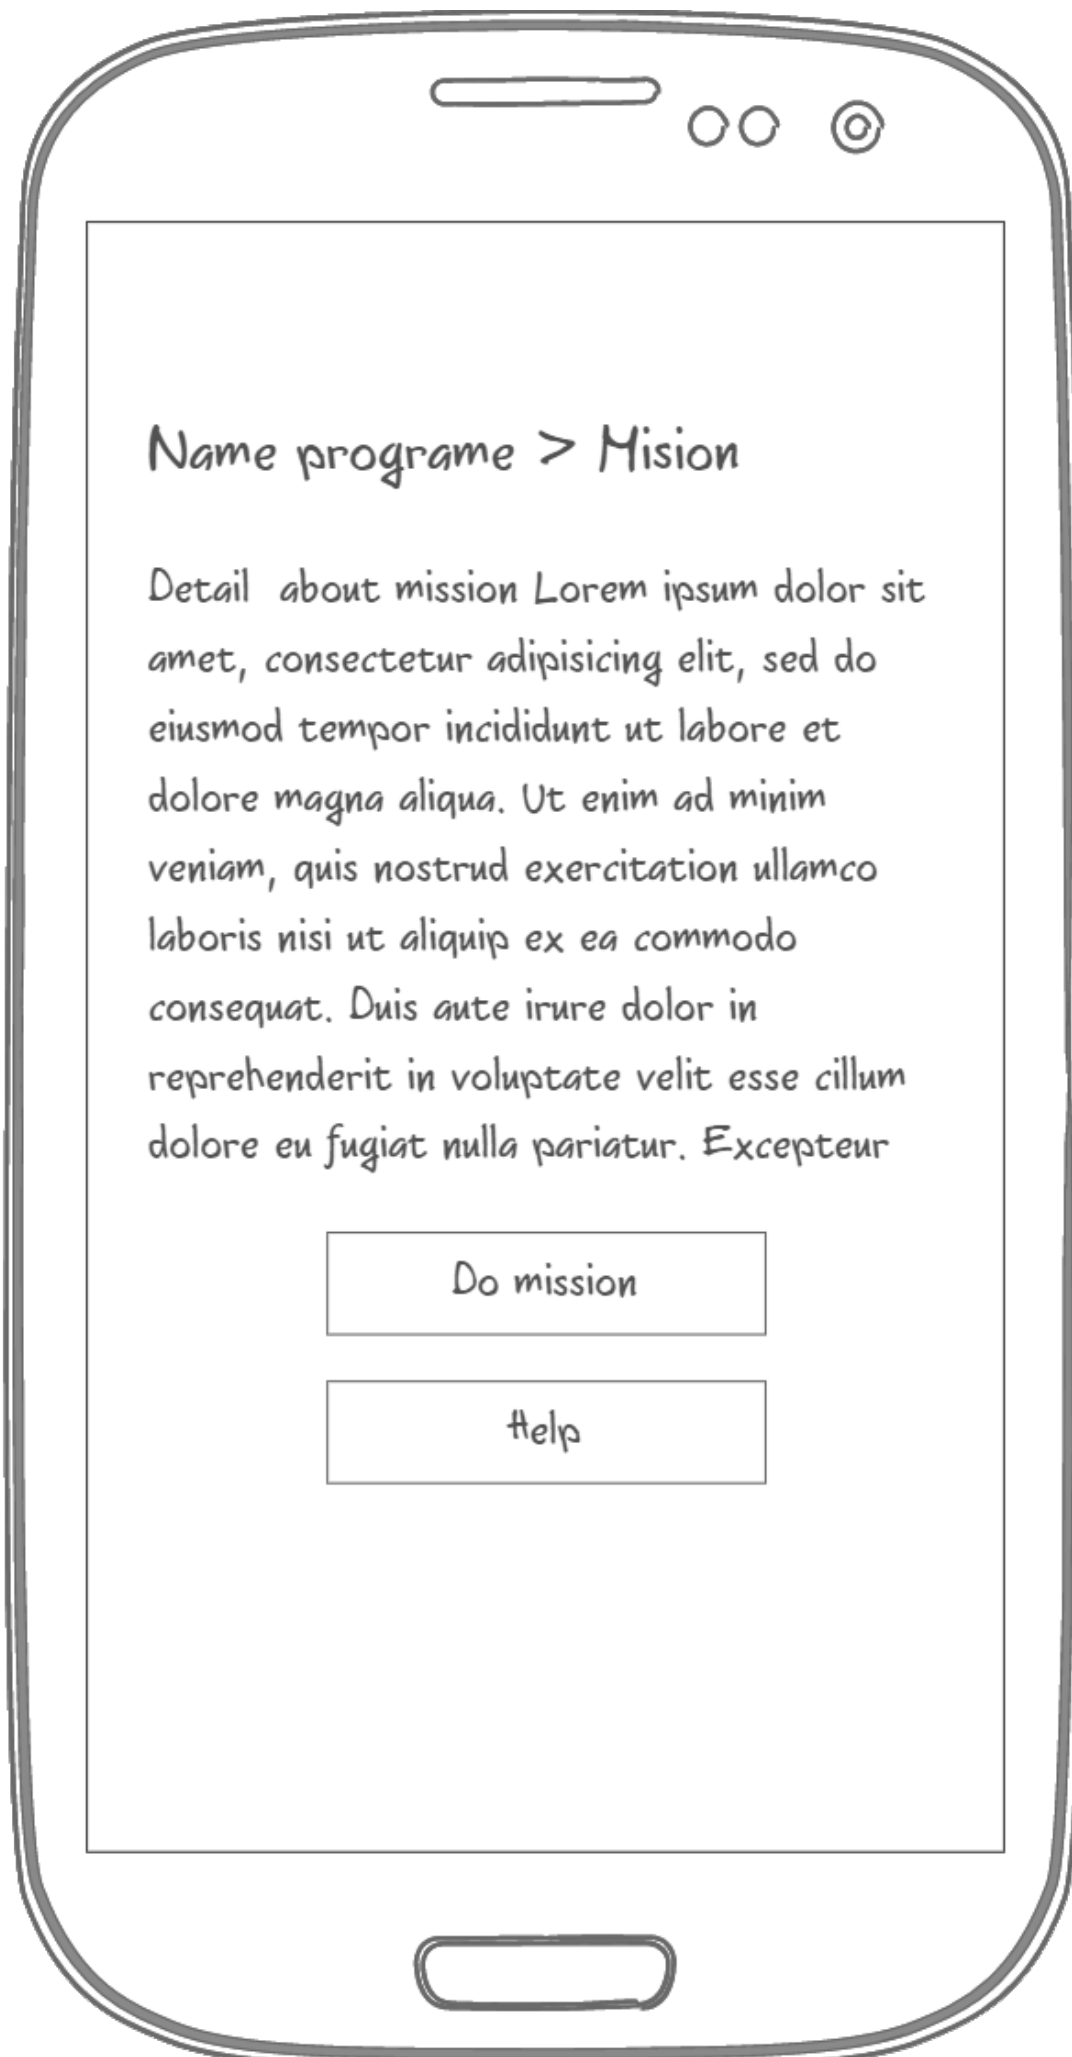 Name programe > Mision
Detail about mission Lorem ipsum dolor sit
amet, consectetur adipisicing elit, sed do
eiusmod tempor incididunt ut labore et
dolore magna aliqua. Ut enim ad minim
veniam, quis nostrud exercitation ullamco
laboris nisi ut aliquip ex ea commodo
consequat. Duis aute irure dolor in
reprehenderit in voluptate velit esse cillum
dolore eu fugiat nulla pariatur. Excepteur
Do mission
Help